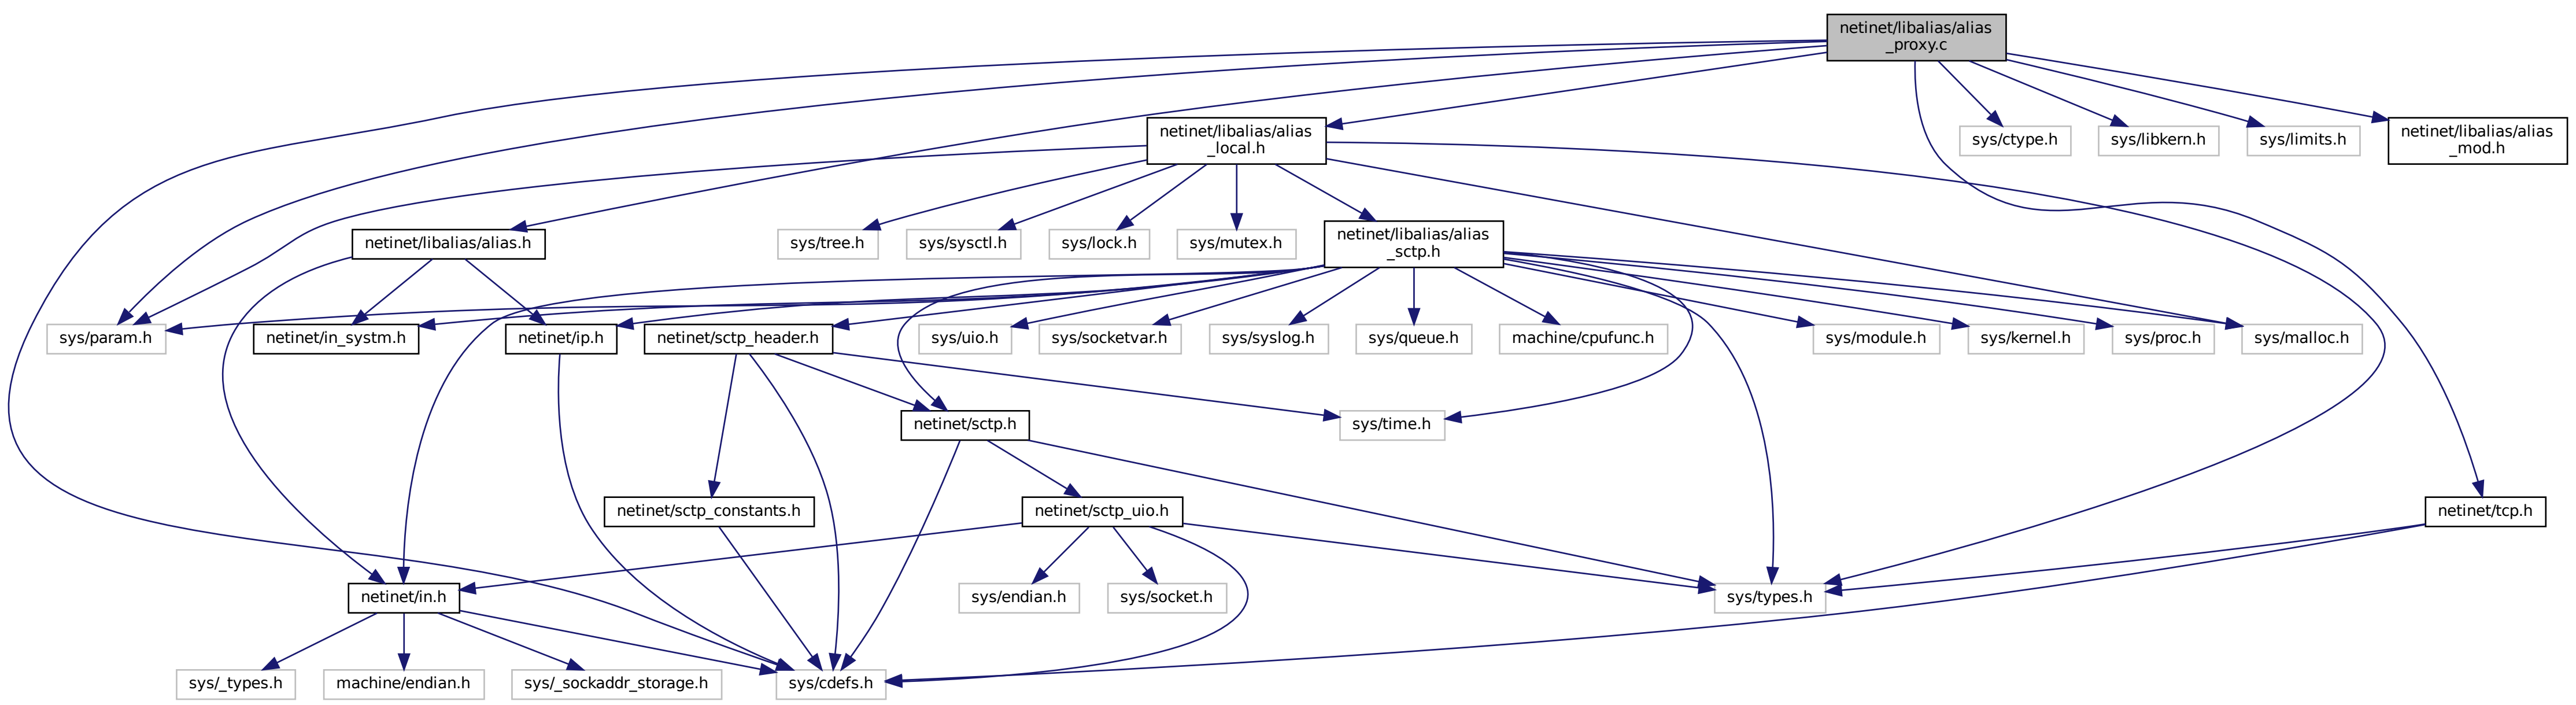 netinet/libalias/alias
_proxy.c
netinet/libalias/alias
_local.h
sys/ctype.h
sys/libkern.h
sys/limits.h
netinet/libalias/alias
_mod.h
netinet/libalias/alias.h
sys/tree.h
sys/sysctl.h
sys/lock.h
sys/mutex.h
netinet/libalias/alias
_sctp.h
sys/param.h
netinet/in_systm.h
netinet/ip.h
netinet/sctp_header.h
sys/uio.h
sys/socketvar.h
sys/syslog.h
sys/queue.h
machine/cpufunc.h
sys/module.h
sys/kernel.h
sys/proc.h
sys/malloc.h
netinet/sctp.h
sys/time.h
netinet/sctp_constants.h
netinet/sctp_uio.h
netinet/tcp.h
netinet/in.h
sys/endian.h
sys/socket.h
sys/types.h
sys/_types.h
machine/endian.h
sys/_sockaddr_storage.h
sys/cdefs.h